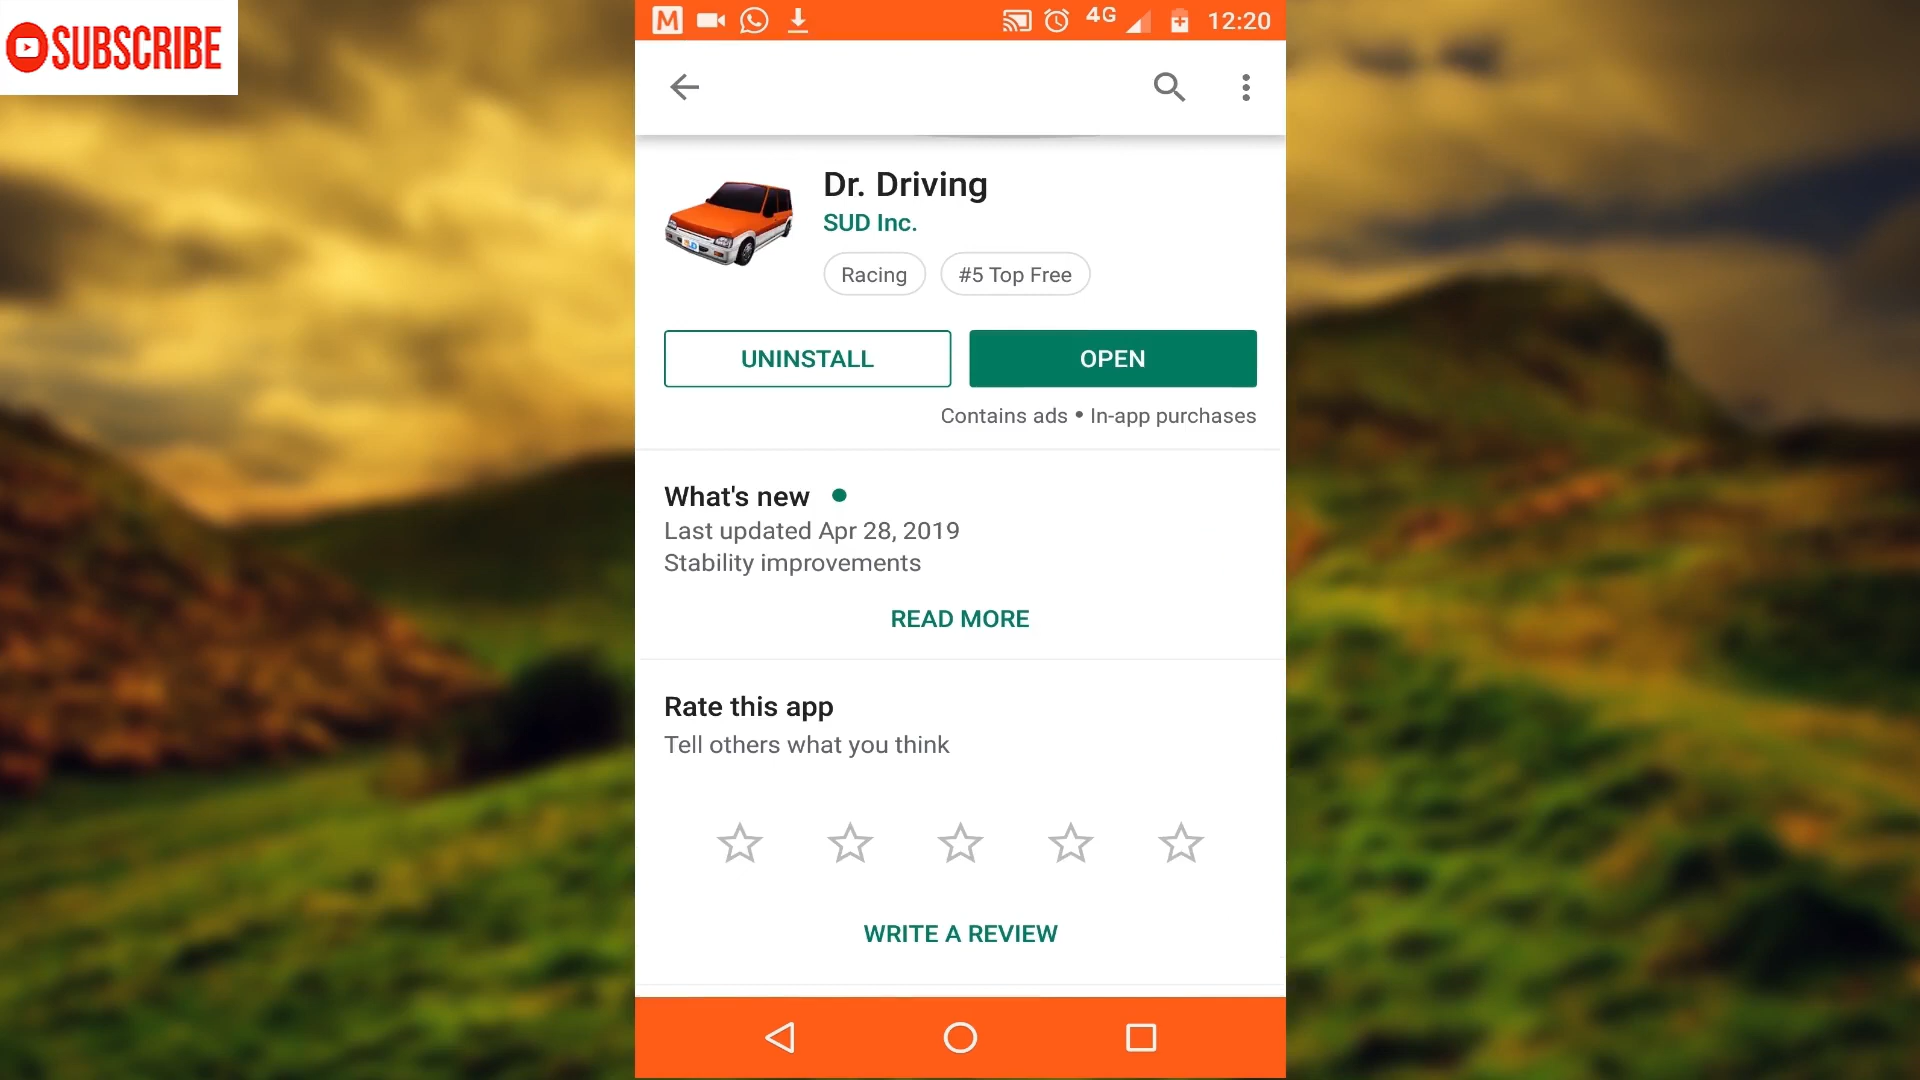 SUBSCRIBE
M
4G
12:20
Dr. Driving
SUD Inc.
Racing
#5 Top Free
UNINSTALL
OPEN
Contains ads • In-app purchases
What's new
Last updated Apr 28, 2019
Stability improvements
READ MORE
Rate this app
Tell others what you think
WRITE A REVIEW